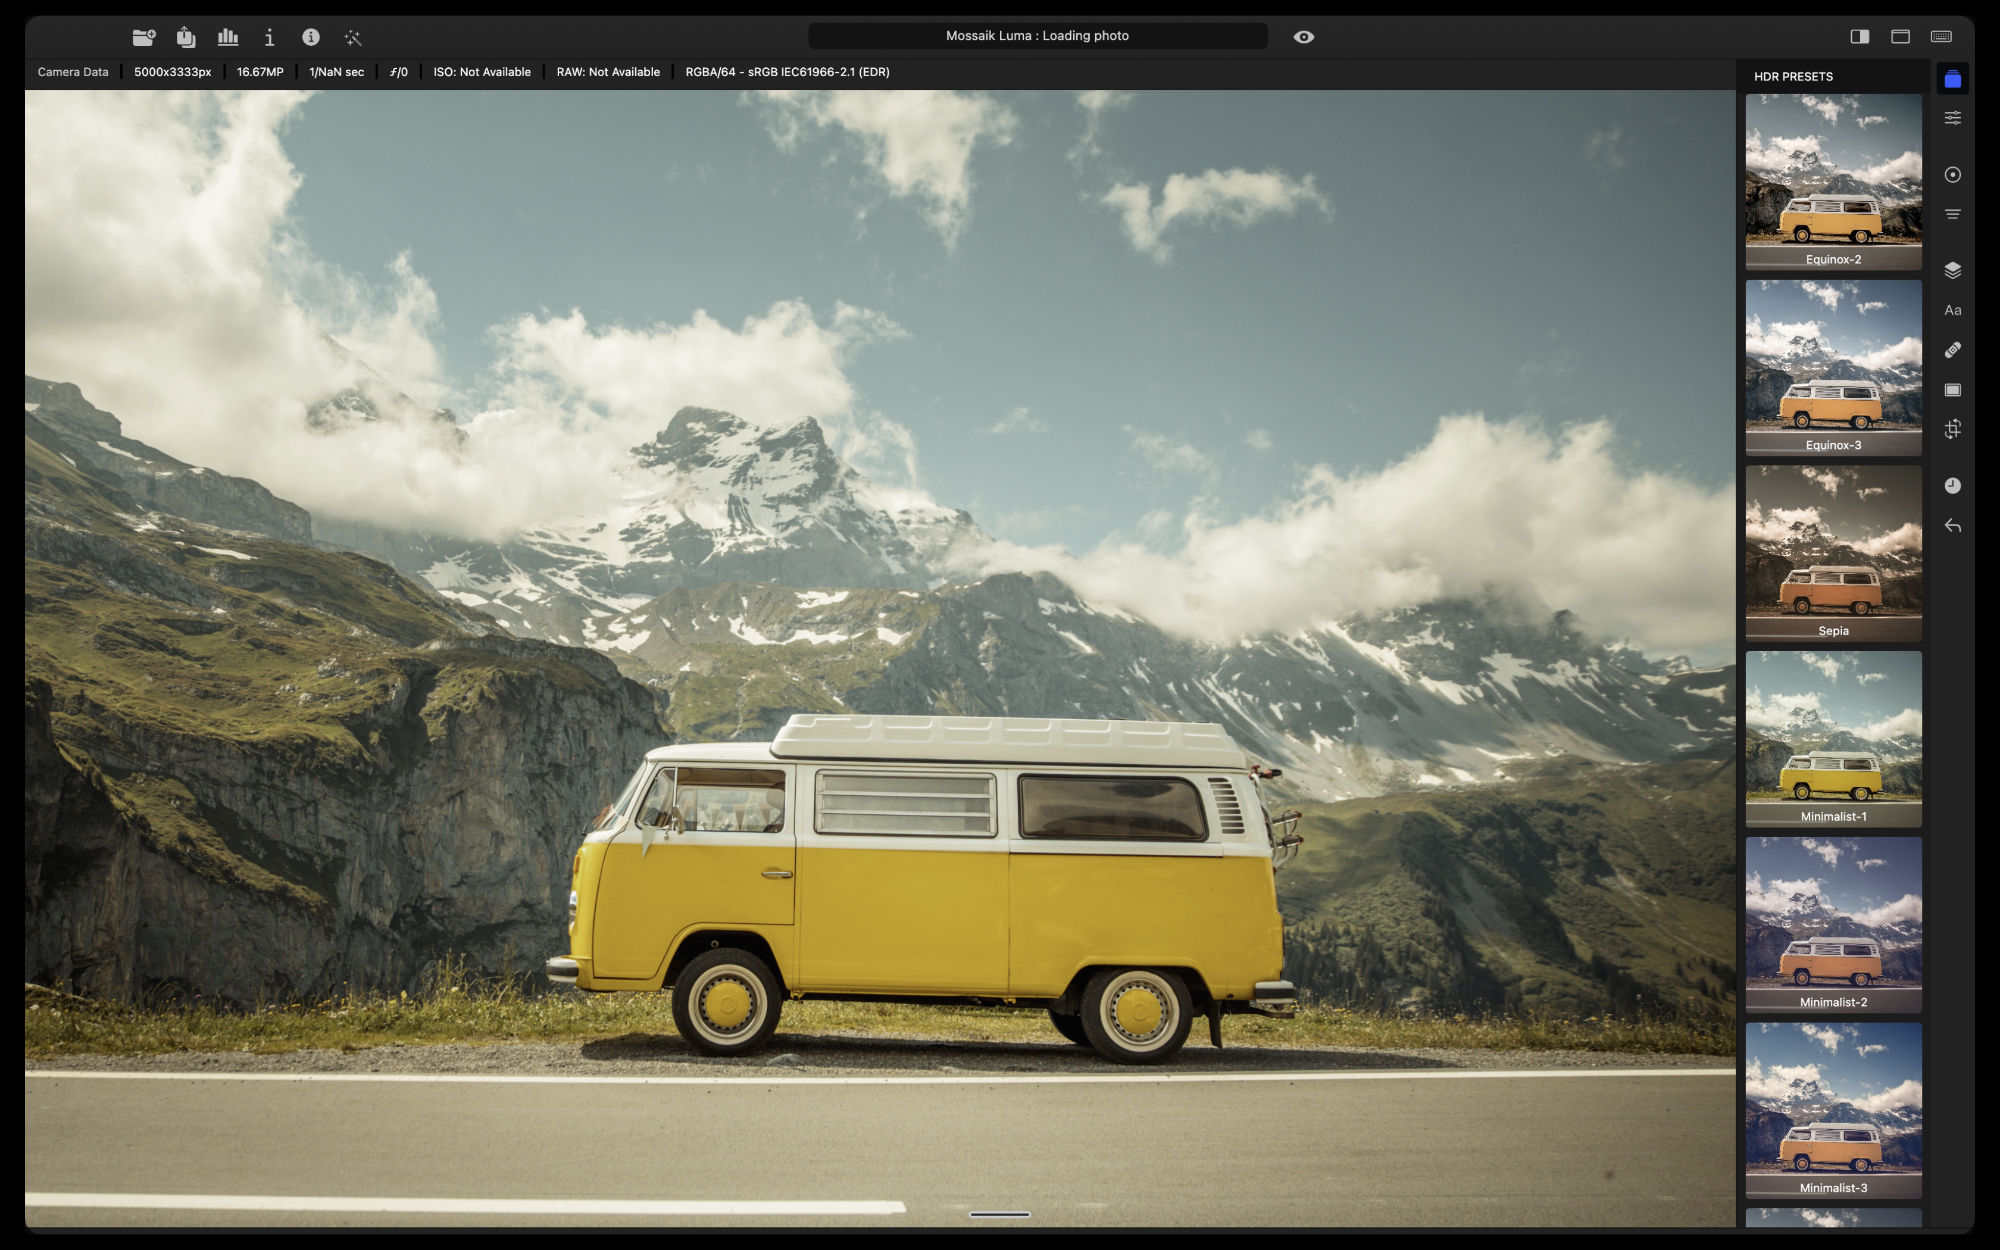 Mossaik Luma : Loading photo
Camera Data
5000x3333px
16.67MP
1/NaN sec
ƒ/0
ISO: Not Available
RAW: Not Available
RGBA/64 - sRGB IEC61966-2.1 (EDR)
HDR PRESETS
Equinox-2
Equinox-3
Sepia
Minimalist-1
Minimalist-2
Minimalist-3
Aa